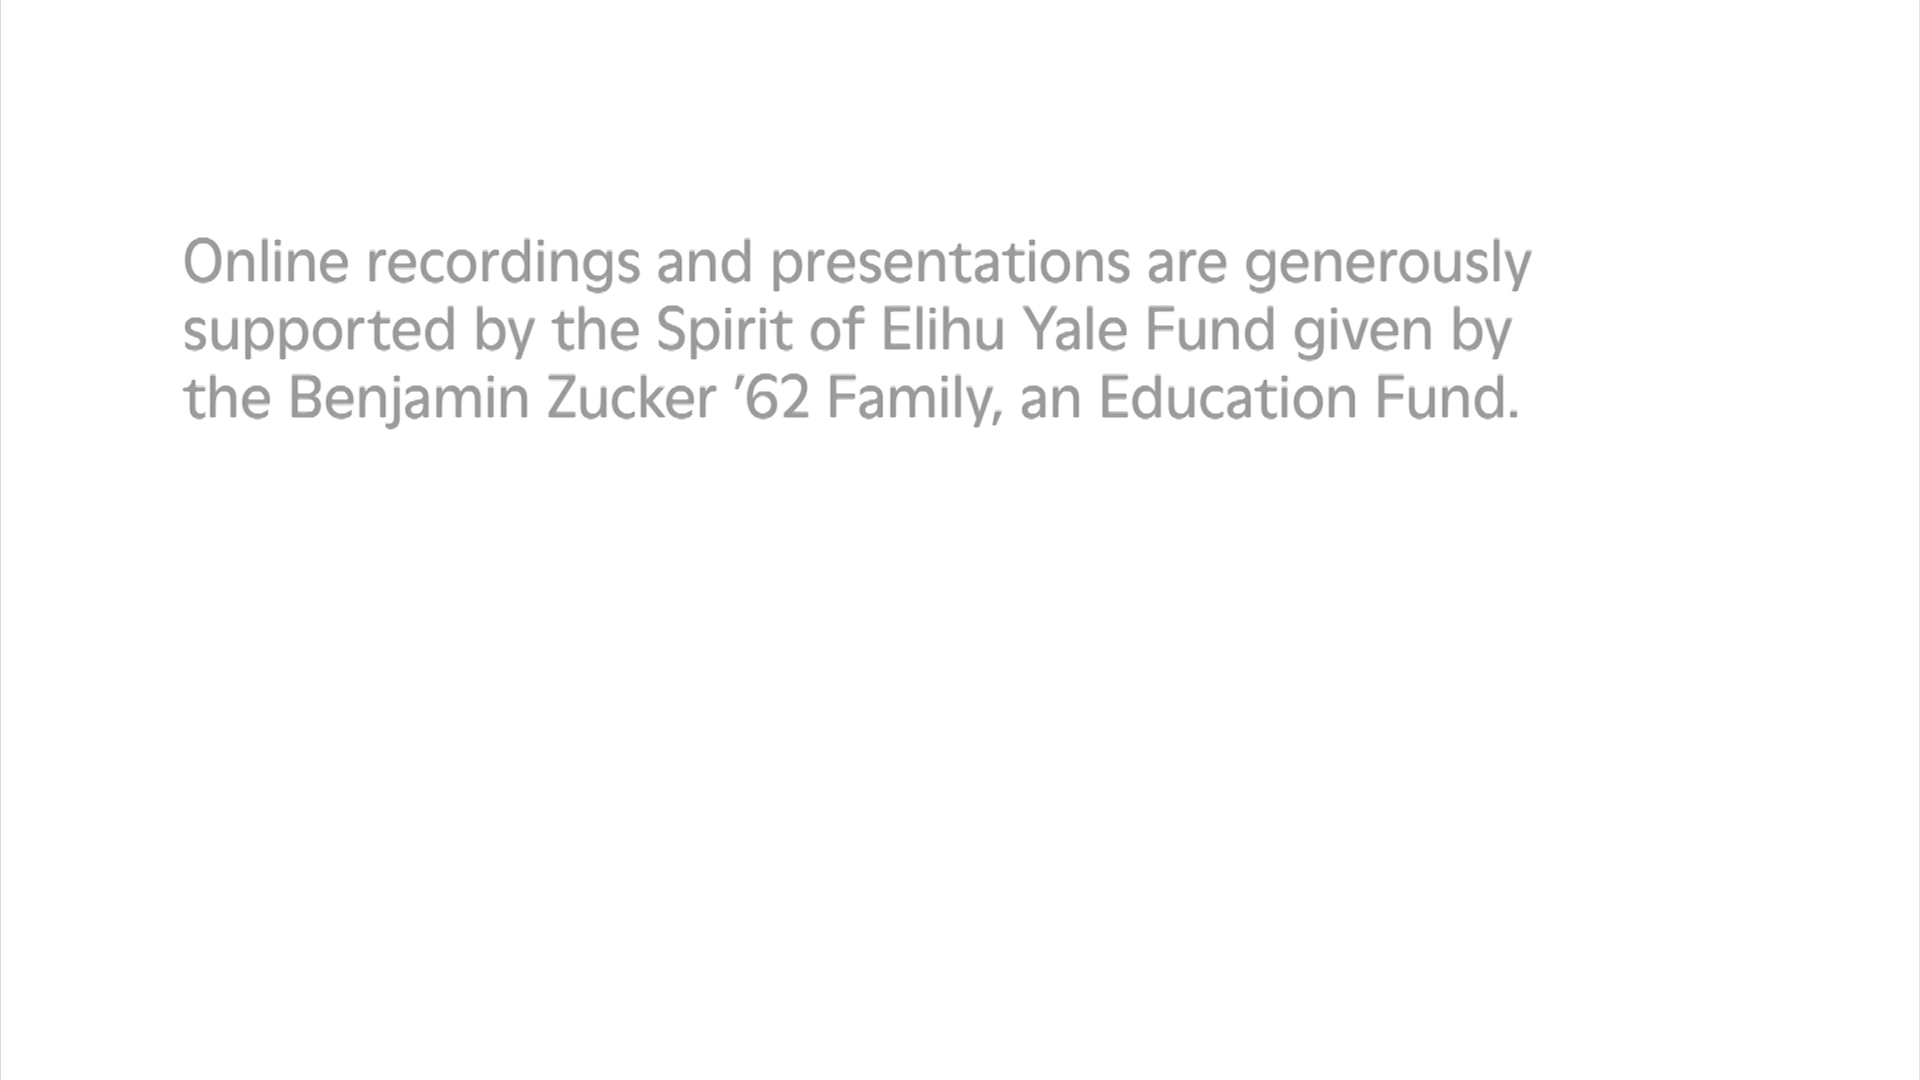 Online recordings and presentations are generously
supported by the Spirit of Elihu Yale Fund given by
the Benjamin Zucker ’62 Family, an Education Fund.